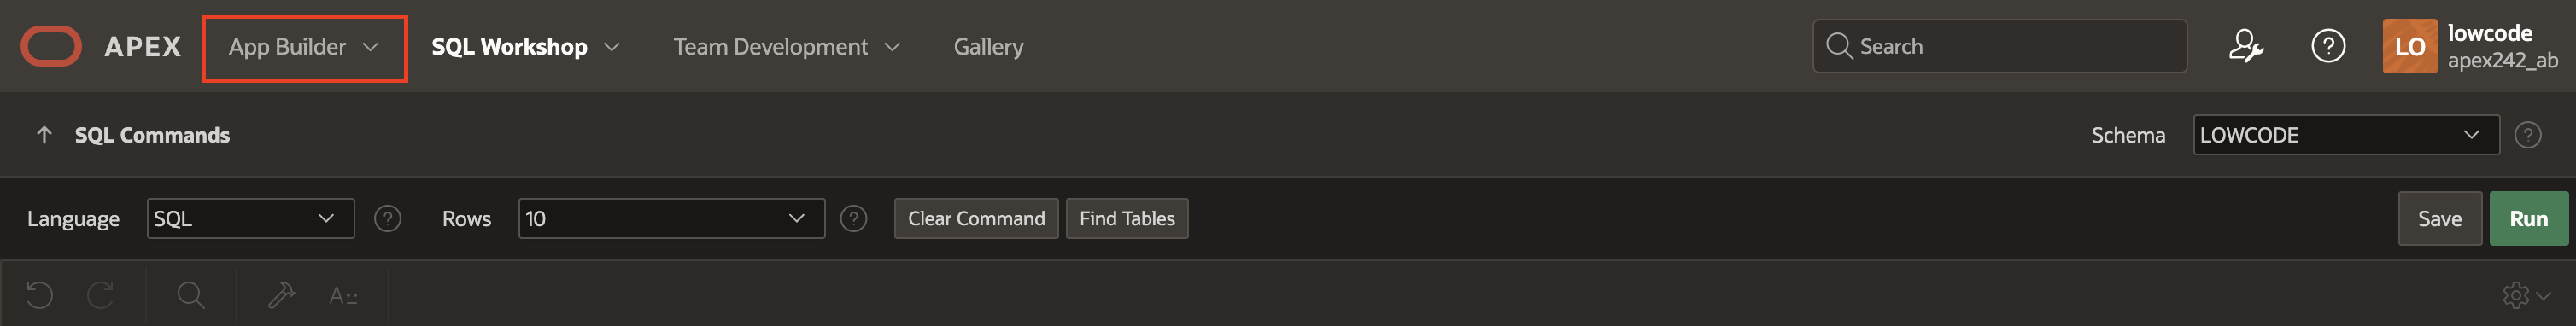 APEX App Builder SQL Workshop Team Development Gallery Search ? LO lowcode
apex242_ab
SQL Commands Schema LOWCODE ?
Language SQL ? Rows 10 ? Clear Command Find Tables Save Run
A::